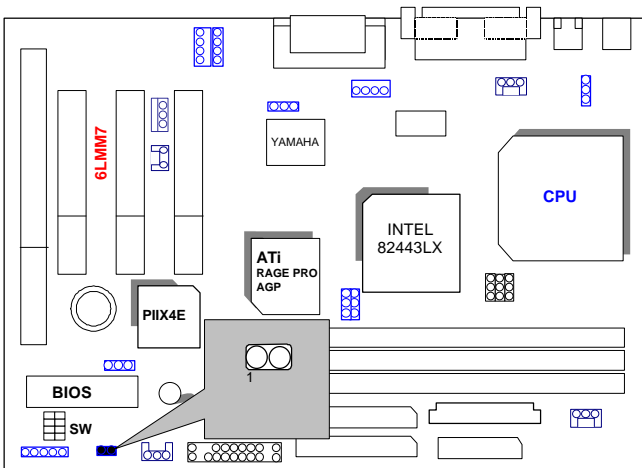 6LMM7
YAMAHA
CPU
INTEL
82443LX
ATi
RAGE PRO
AGP
PIIX4E
1
BIOS
SW